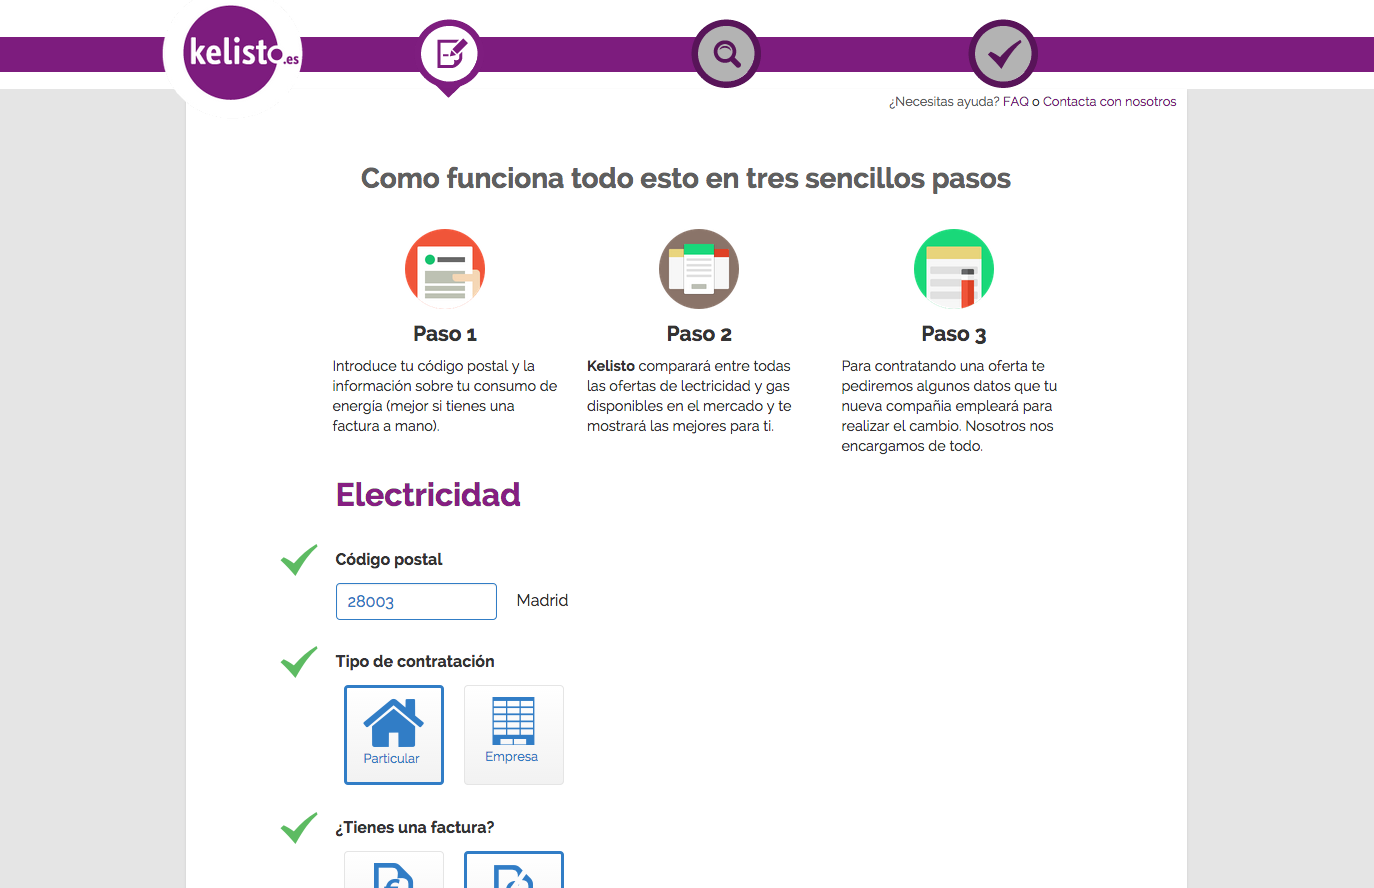 kelisto.es
¿Necesitas ayuda? FAQ o Contacta con nosotros
Como funciona todo esto en tres sencillos pasos
Paso 1
Introduce tu código postal y la
información sobre tu consumo de
energía (mejor si tienes una
factura a mano).
Paso 2
Kelisto comparará entre todas
las ofertas de lectricidad y gas
disponibles en el mercado y te
mostrará las mejores para ti.
Paso 3
Para contratando una oferta te
pediremos algunos datos que tu
nueva compañia empleará para
realizar el cambio. Nosotros nos
encargamos de todo.
Electricidad
Código postal
28003 Madrid
Tipo de contratación
Particular
Empresa
¿Tienes una factura?